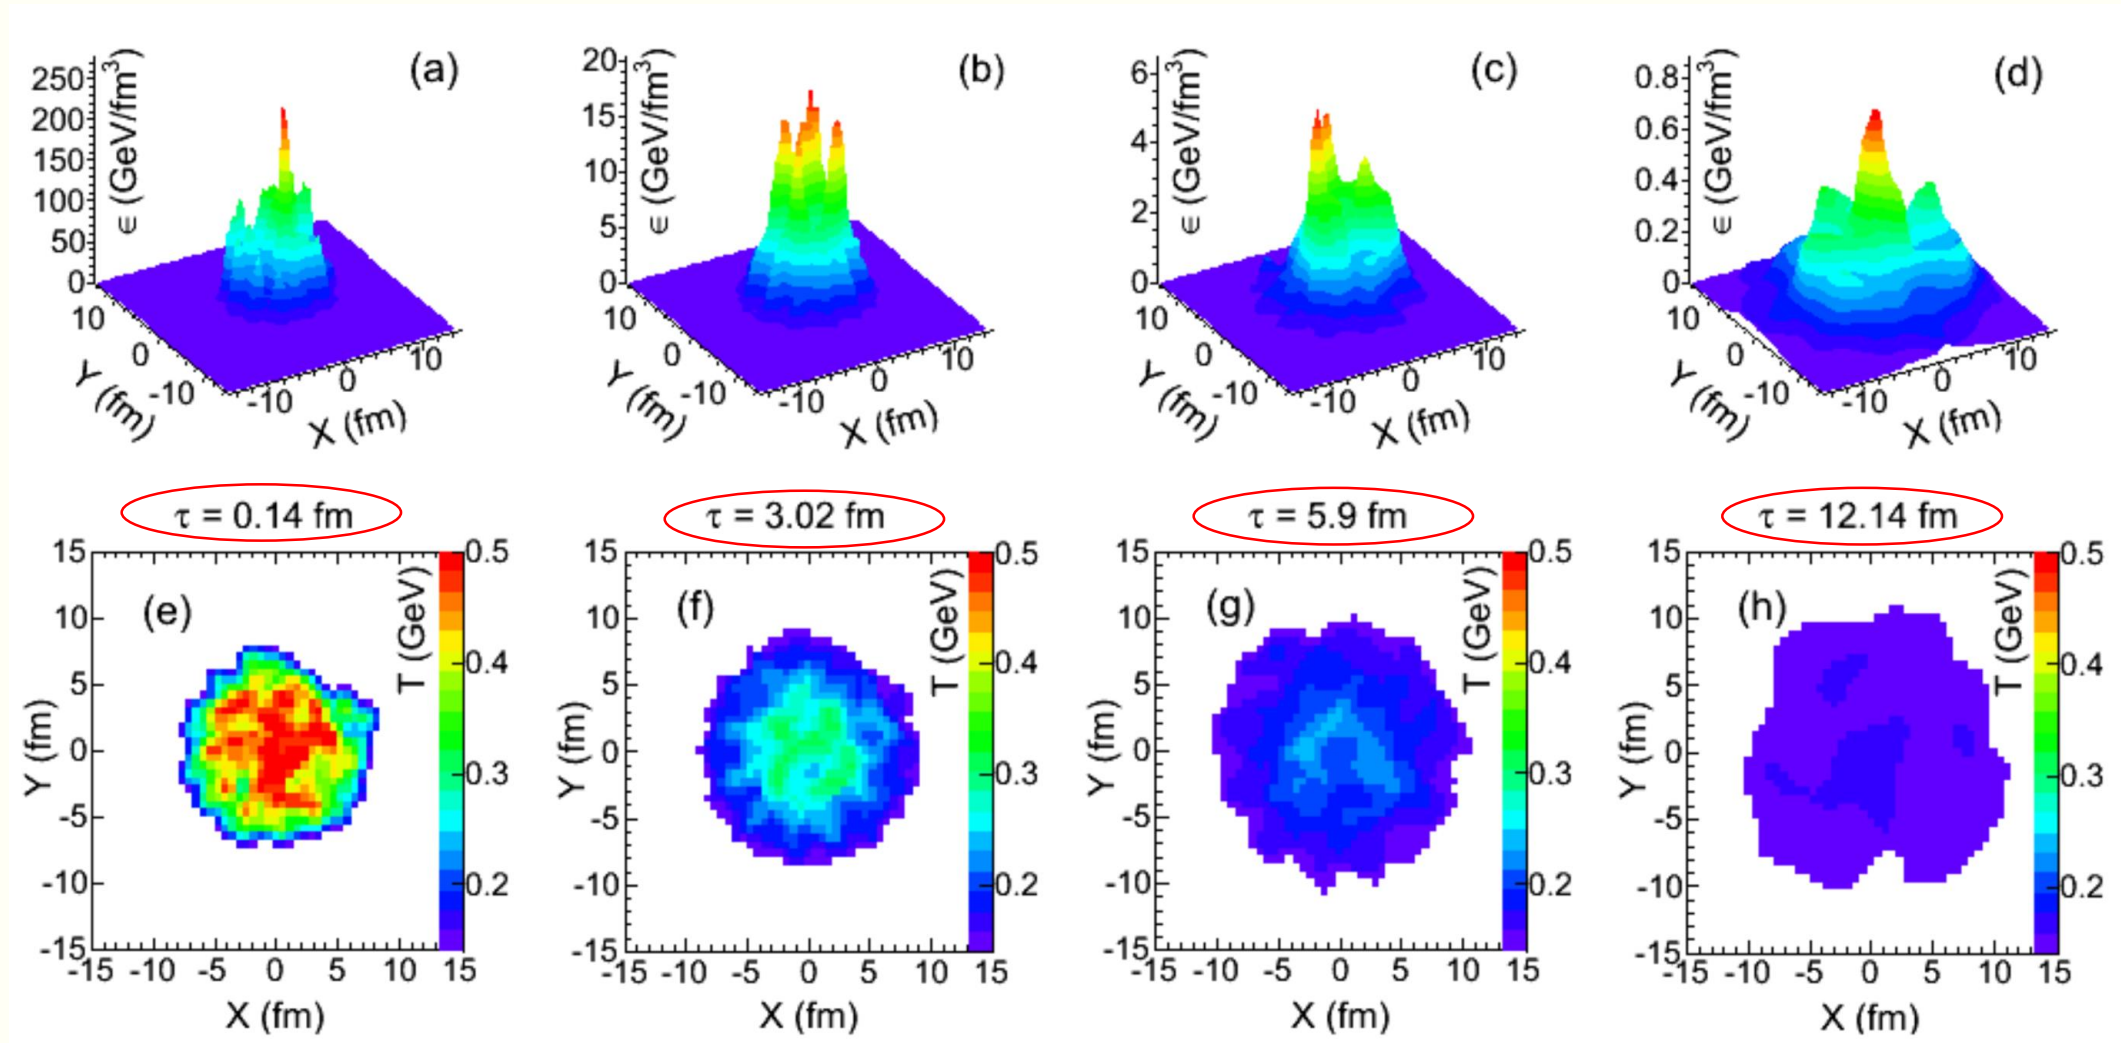 (a)
ϵ (GeV/fm³)
250
200
150
100
50
0
10
0
-10
Y (fm)
-10
0
10
X (fm)
(b)
ϵ (GeV/fm³)
20
15
10
5
0
10
0
-10
Y (fm)
-10
0
10
X (fm)
(c)
ϵ (GeV/fm³)
6
4
2
0
10
0
-10
Y (fm)
-10
0
10
X (fm)
(d)
ϵ (GeV/fm³)
0.8
0.6
0.4
0.2
0
10
0
-10
Y (fm)
-10
0
10
X (fm)
τ = 0.14 fm
τ = 3.02 fm
τ = 5.9 fm
τ = 12.14 fm
(e)
T (GeV)
0.5
0.4
0.3
0.2
15
10
5
0
-5
-10
-15
Y (fm)
-15 -10 -5 0 5 10 15
X (fm)
(f)
T (GeV)
0.5
0.4
0.3
0.2
15
10
5
0
-5
-10
-15
Y (fm)
-15 -10 -5 0 5 10 15
X (fm)
(g)
T (GeV)
0.5
0.4
0.3
0.2
15
10
5
0
-5
-10
-15
Y (fm)
-15 -10 -5 0 5 10 15
X (fm)
(h)
T (GeV)
0.5
0.4
0.3
0.2
15
10
5
0
-5
-10
-15
Y (fm)
-15 -10 -5 0 5 10 15
X (fm)